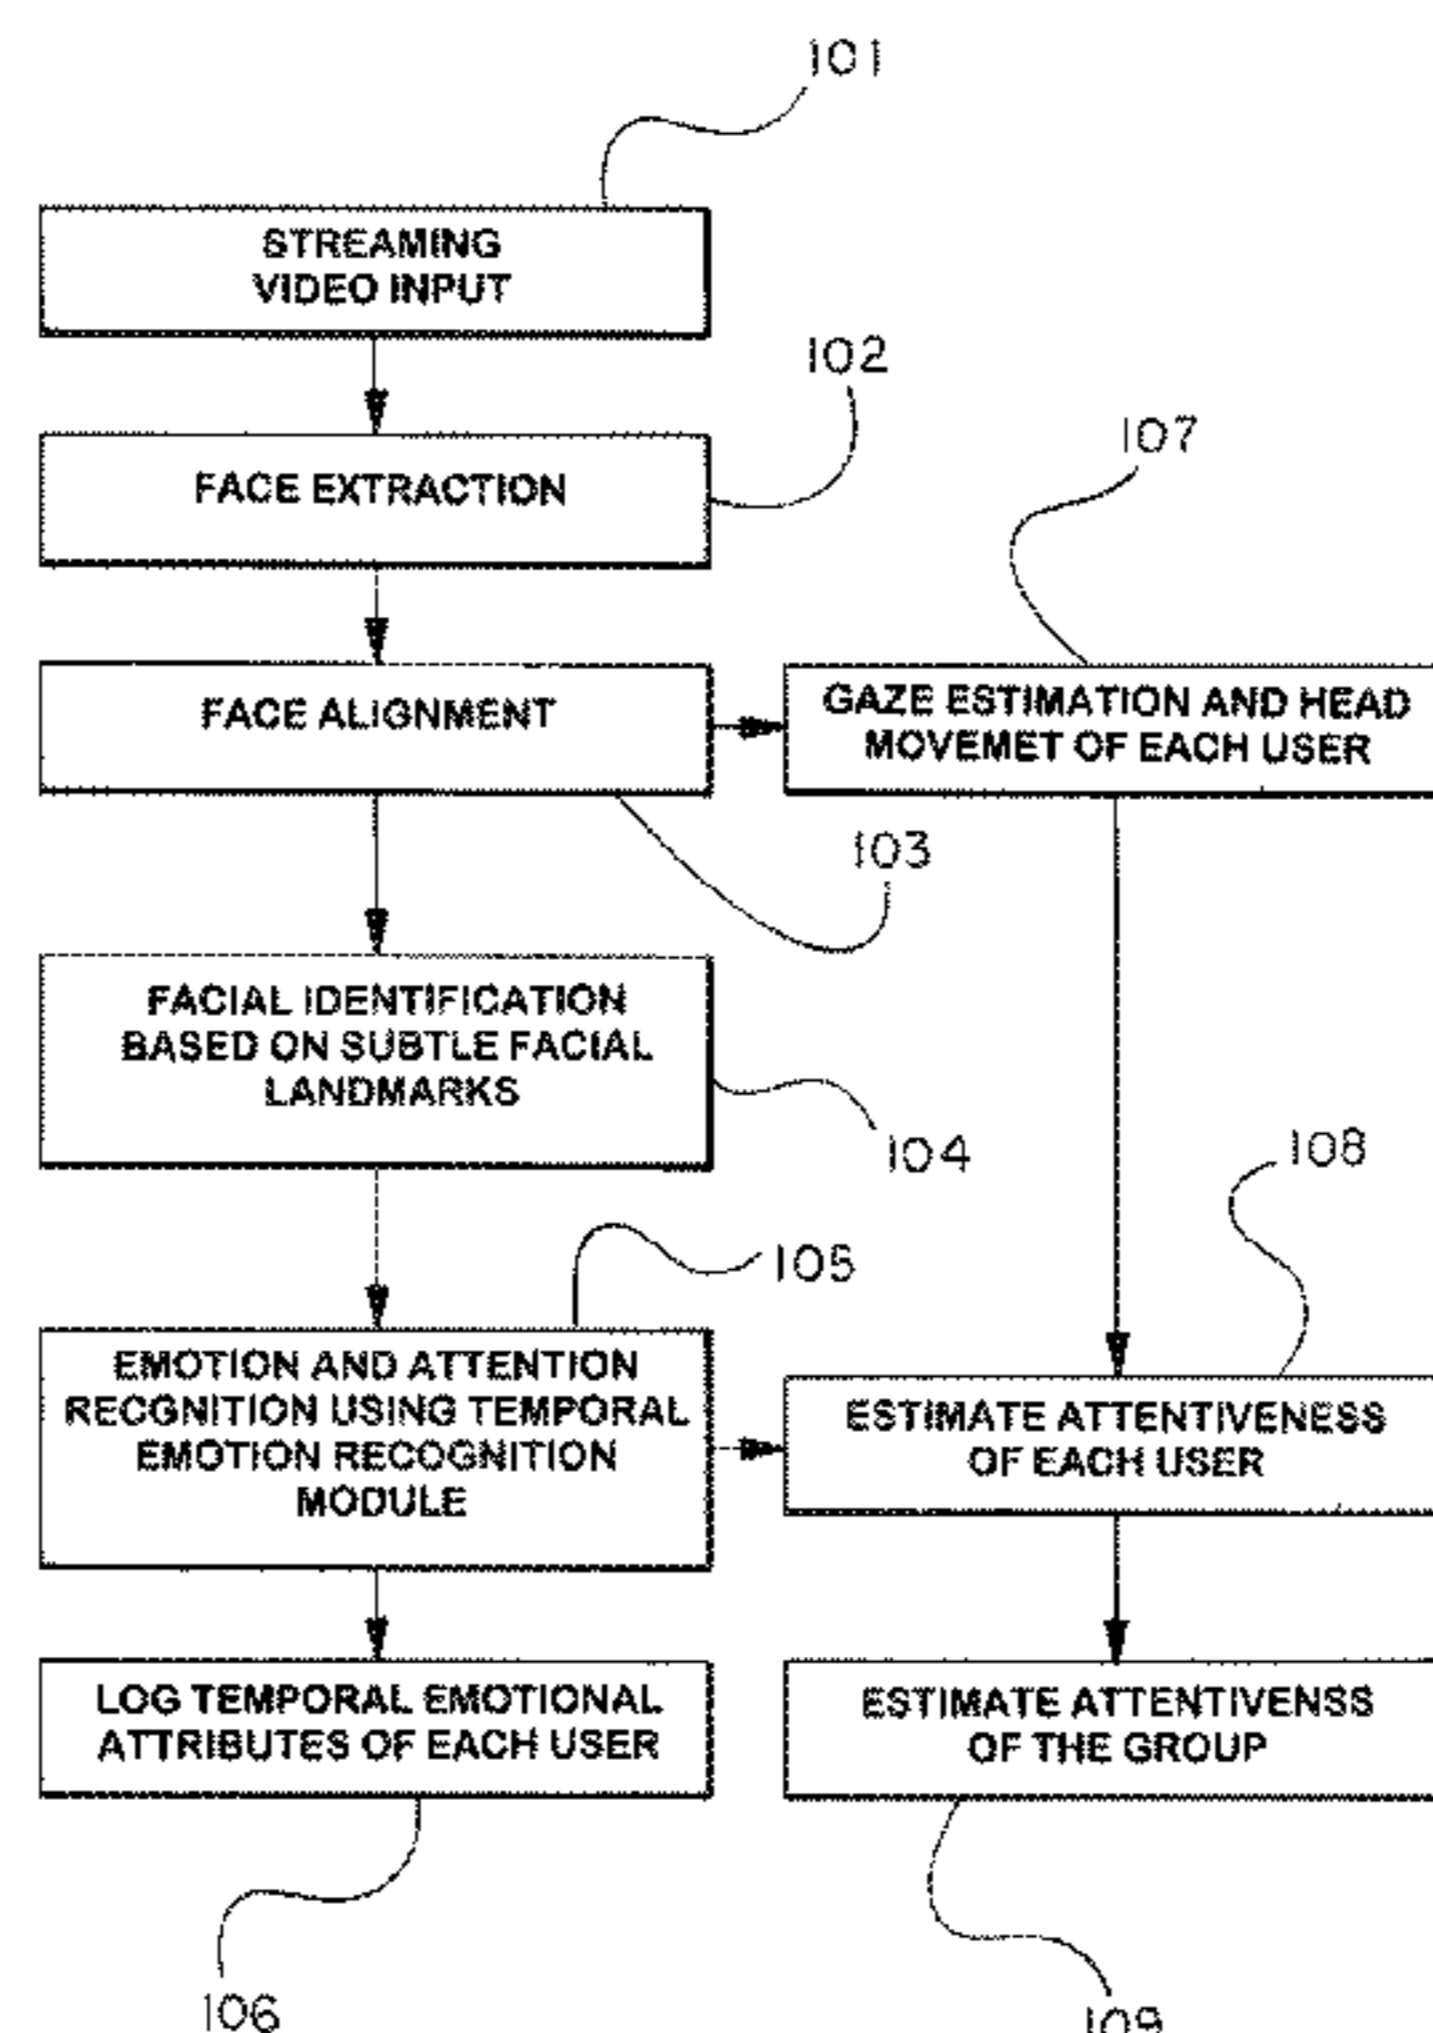 101
STREAMING
VIDEO INPUT
102
FACE EXTRACTION
107
FACE ALIGNMENT
GAZE ESTIMATION AND HEAD
MOVEMET OF EACH USER
103
FACIAL IDENTIFICATION
BASED ON SUBTLE FACIAL
LANDMARKS
104
108
105
EMOTION AND ATTENTION
RECGNITION USING TEMPORAL
EMOTION RECOGNITION
MODULE
ESTIMATE ATTENTIVENESS
OF EACH USER
LOG TEMPORAL EMOTIONAL
ATTRIBUTES OF EACH USER
ESTIMATE ATTENTIVENSS
OF THE GROUP
106
109